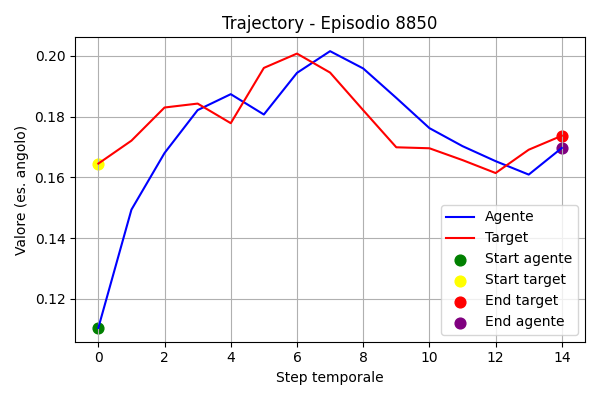 Trajectory - Episodio 8850
Valore (es. angolo)
0.20
0.18
0.16
0.14
0.12
0 2 4 6 8 10 12 14
Step temporale
Agente
Target
Start agente
Start target
End target
End agente